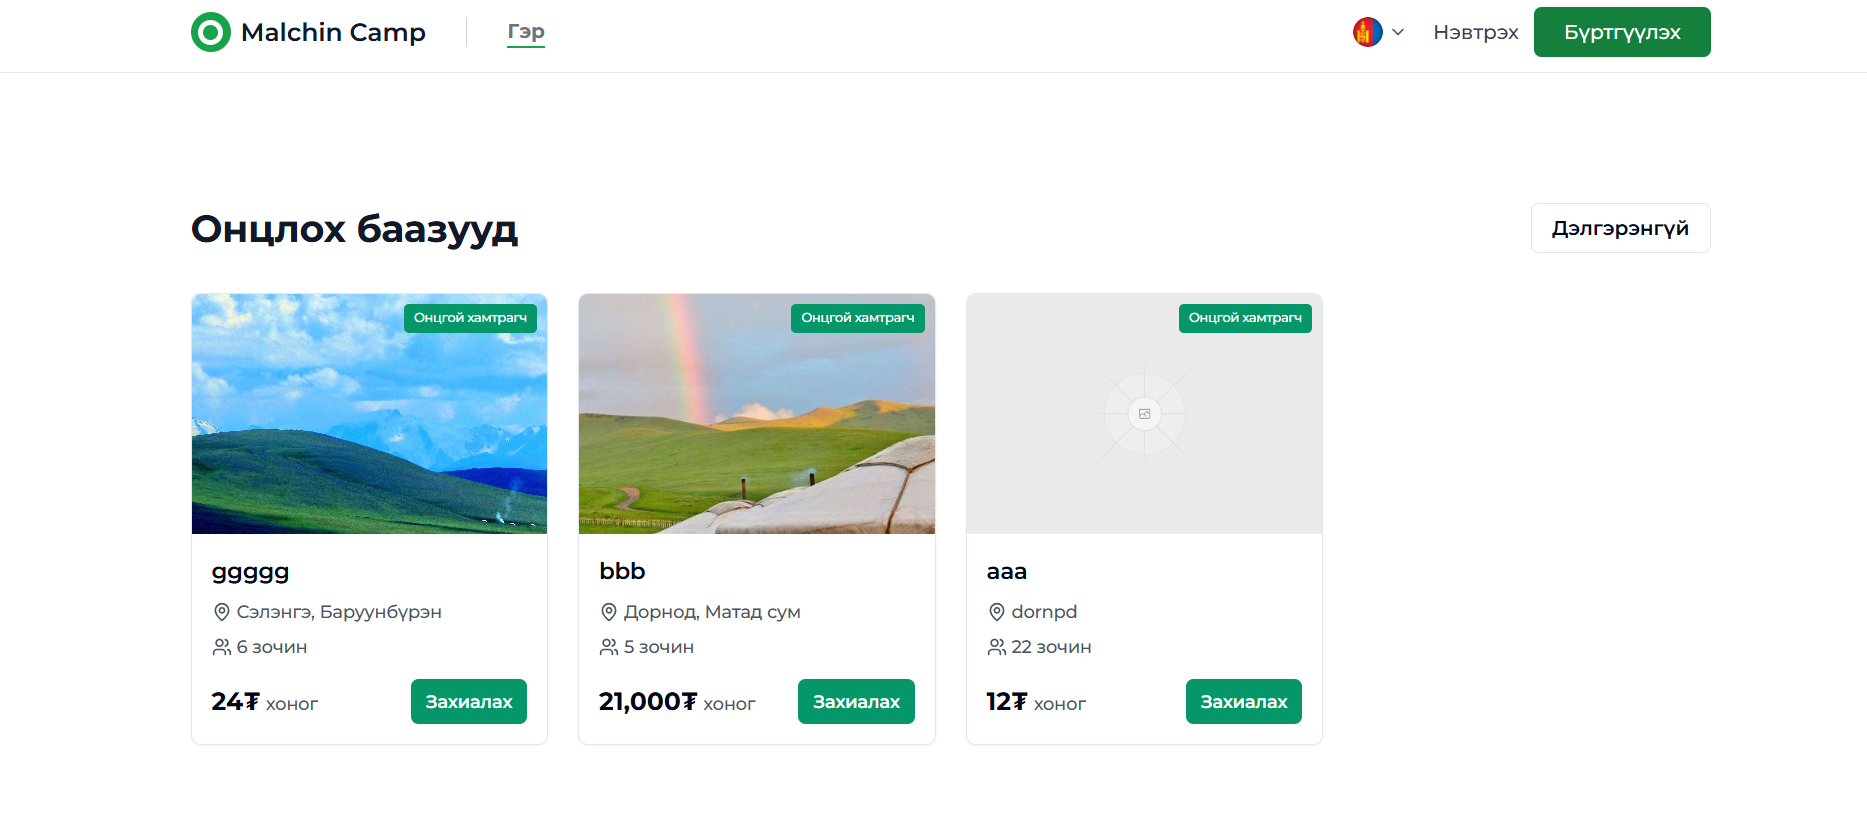 Malchin Camp
Гэр
Нэвтрэх
Бүртгүүлэх
Онцлох баазууд
Дэлгэрэнгүй
Онцгой хамтрагч
ggggg
Сэлэнгэ, Баруунбүрэн
6 зочин
24₮ хоног
Захиалах
Онцгой хамтрагч
bbb
Дорнод, Матад сум
5 зочин
21,000₮ хоног
Захиалах
Онцгой хамтрагч
aaa
dornpd
22 зочин
12₮ хоног
Захиалах